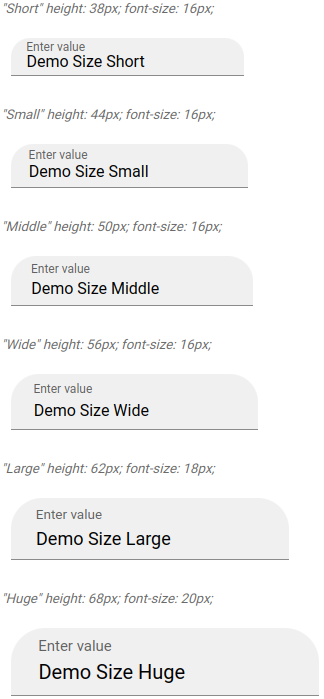 "Short" height: 38px; font-size: 16px;
Enter value
Demo Size Short
"Small" height: 44px; font-size: 16px;
Enter value
Demo Size Small
"Middle" height: 50px; font-size: 16px;
Enter value
Demo Size Middle
"Wide" height: 56px; font-size: 16px;
Enter value
Demo Size Wide
"Large" height: 62px; font-size: 18px;
Enter value
Demo Size Large
"Huge" height: 68px; font-size: 20px;
Enter value
Demo Size Huge